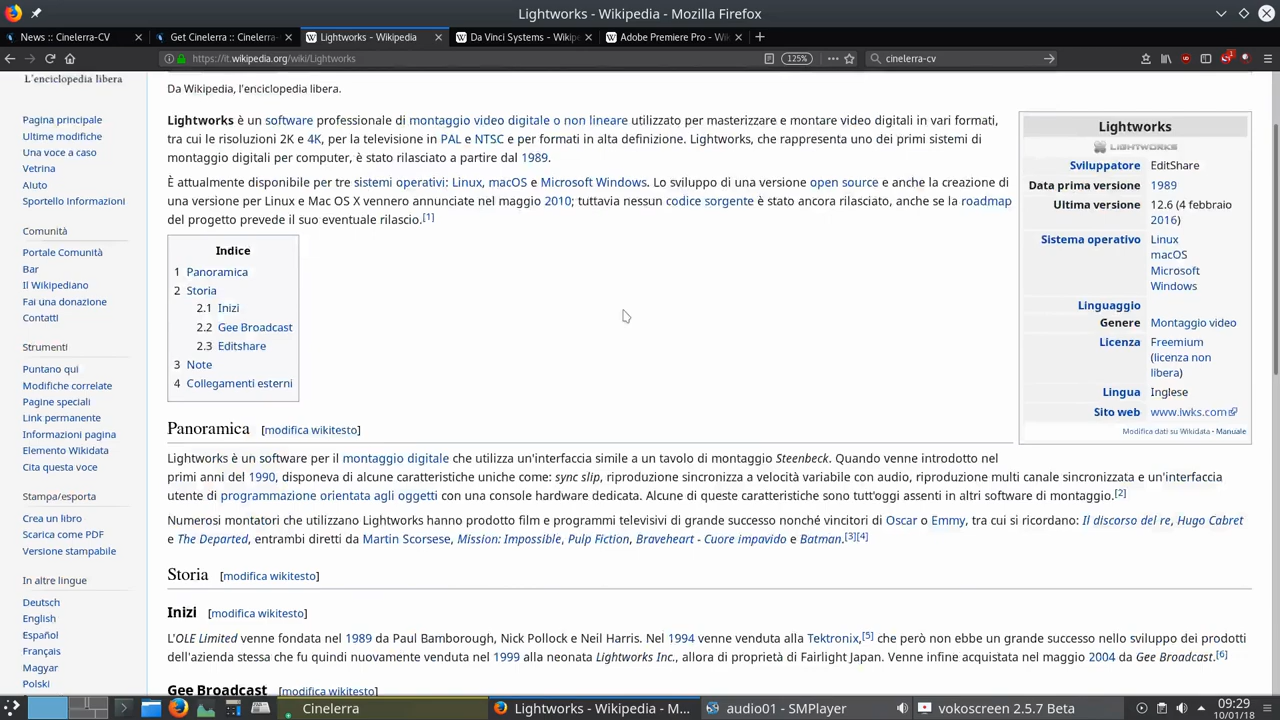 Lightworks - Wikipedia - Mozilla Firefox
News :: Cinelerra-CV
Get Cinelerra :: Cinelerra-
Lightworks - Wikipedia
Da Vinci Systems - Wikipe
Adobe Premiere Pro - Wiki
https://it.wikipedia.org/wiki/Lightworks
125%
cinelerra-cv
L'enciclopedia libera
Pagina principale
Ultime modifiche
Una voce a caso
Vetrina
Aiuto
Sportello informazioni
Comunità
Portale Comunità
Bar
Il Wikipediano
Fai una donazione
Contatti
Strumenti
Puntano qui
Modifiche correlate
Pagine speciali
Link permanente
Informazioni pagina
Elemento Wikidata
Cita questa voce
Stampa/esporta
Crea un libro
Scarica come PDF
Versione stampabile
In altre lingue
Deutsch
English
Español
Français
Magyar
Polski
Da Wikipedia, l'enciclopedia libera.
Lightworks è un software professionale di montaggio video digitale o non lineare utilizzato per masterizzare e montare video digitali in vari formati,
tra cui le risoluzioni 2K e 4K, per la televisione in PAL e NTSC e per formati in alta definizione. Lightworks, che rappresenta uno dei primi sistemi di
montaggio digitali per computer, è stato rilasciato a partire dal 1989.
È attualmente disponibile per tre sistemi operativi: Linux, macOS e Microsoft Windows. Lo sviluppo di una versione open source e anche la creazione di
una versione per Linux e Mac OS X vennero annunciate nel maggio 2010; tuttavia nessun codice sorgente è stato ancora rilasciato, anche se la roadmap
del progetto prevede il suo eventuale rilascio.[1]
Indice
1 Panoramica
2 Storia
2.1 Inizi
2.2 Gee Broadcast
2.3 Editshare
3 Note
4 Collegamenti esterni
Lightworks
LIGHTWORKS
Sviluppatore EditShare
Data prima versione 1989
Ultima versione 12.6 (4 febbraio
2016)
Sistema operativo Linux
macOS
Microsoft
Windows
Linguaggio
Genere Montaggio video
Licenza Freemium
(licenza non
libera)
Lingua Inglese
Sito web www.lwks.com
Modifica dati su Wikidata - Manuale
Panoramica [modifica wikitesto]
Lightworks è un software per il montaggio digitale che utilizza un'interfaccia simile a un tavolo di montaggio Steenbeck. Quando venne introdotto nel
primi anni del 1990, disponeva di alcune caratteristiche uniche come: sync slip, riproduzione sincronizza a velocità variabile con audio, riproduzione multi canale sincronizzata e un'interfaccia
utente di programmazione orientata agli oggetti con una console hardware dedicata. Alcune di queste caratteristiche sono tutt'oggi assenti in altri software di montaggio.[2]
Numerosi montatori che utilizzano Lightworks hanno prodotto film e programmi televisivi di grande successo nonché vincitori di Oscar o Emmy, tra cui si ricordano: Il discorso del re, Hugo Cabret
e The Departed, entrambi diretti da Martin Scorsese, Mission: Impossible, Pulp Fiction, Braveheart - Cuore impavido e Batman.[3][4]
Storia [modifica wikitesto]
Inizi [modifica wikitesto]
L'OLE Limited venne fondata nel 1989 da Paul Bamborough, Nick Pollock e Neil Harris. Nel 1994 venne venduta alla Tektronix,[5] che però non ebbe un grande successo nello sviluppo dei prodotti
dell'azienda stessa che fu quindi nuovamente venduta nel 1999 alla neonata Lightworks Inc., allora di proprietà di Fairlight Japan. Venne infine acquistata nel maggio 2004 da Gee Broadcast.[6]
Gee Broadcast [modifica wikitesto]
Cinelerra
Lightworks - Wikipedia - M...
audio01 - SMPlayer
vokoscreen 2.5.7 Beta
09:29
10/01/18